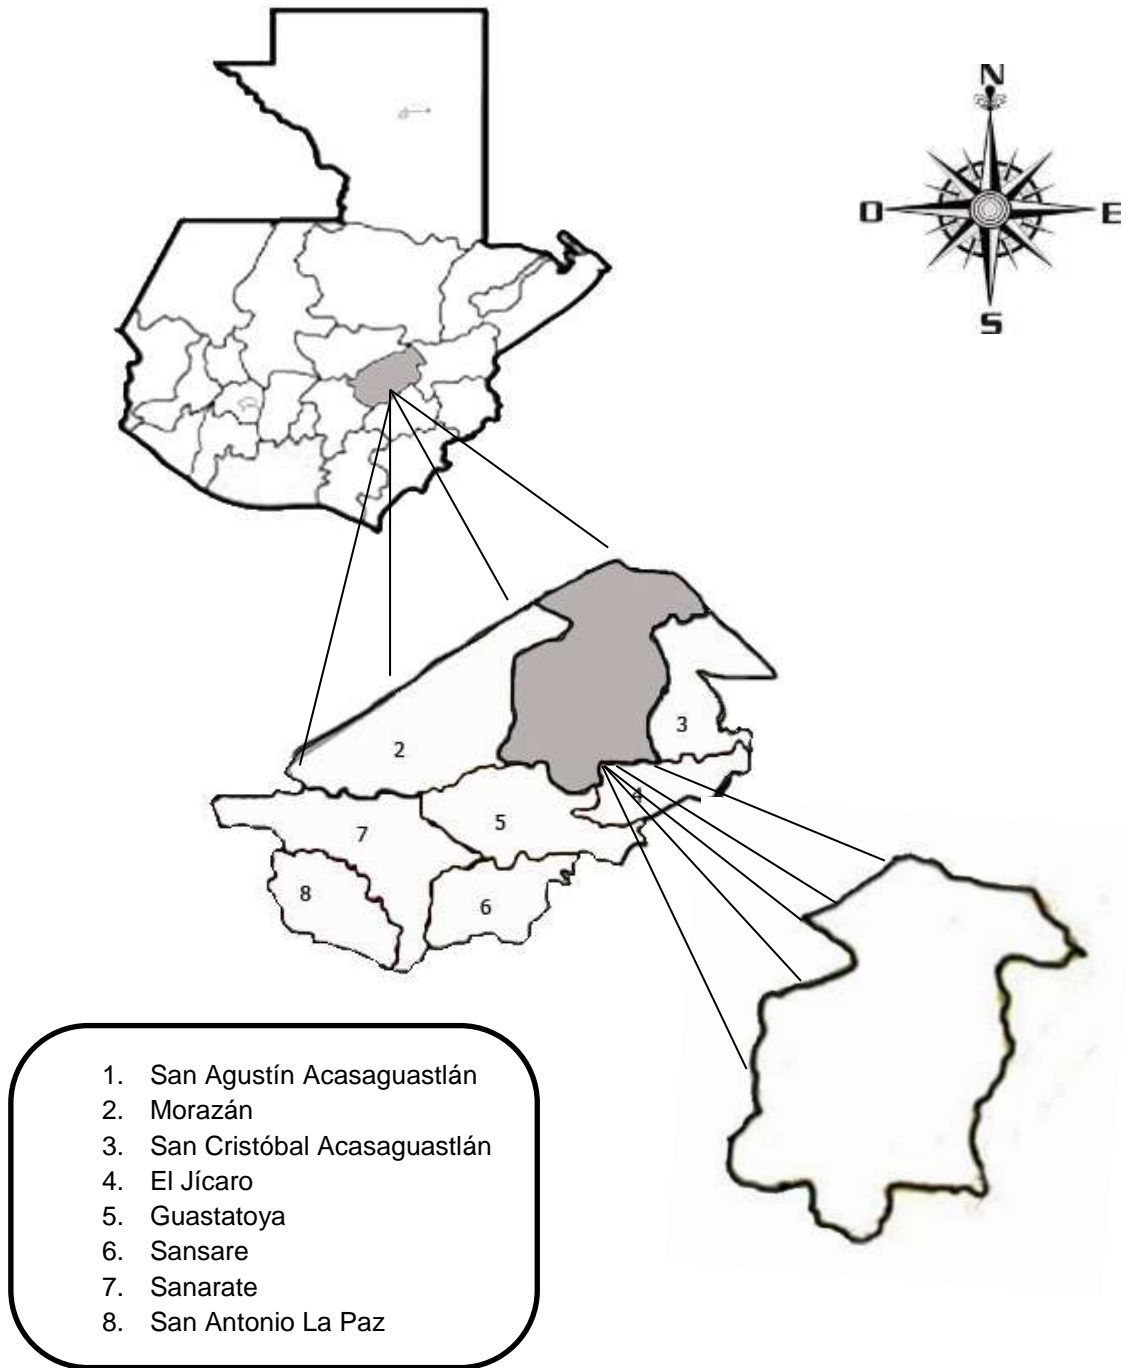 N
O E
S
2
3
4
5
7
8
6
1. San Agustín Acasaguastlán
2. Morazán
3. San Cristóbal Acasaguastlán
4. El Jícaro
5. Guastatoya
6. Sansare
7. Sanarate
8. San Antonio La Paz